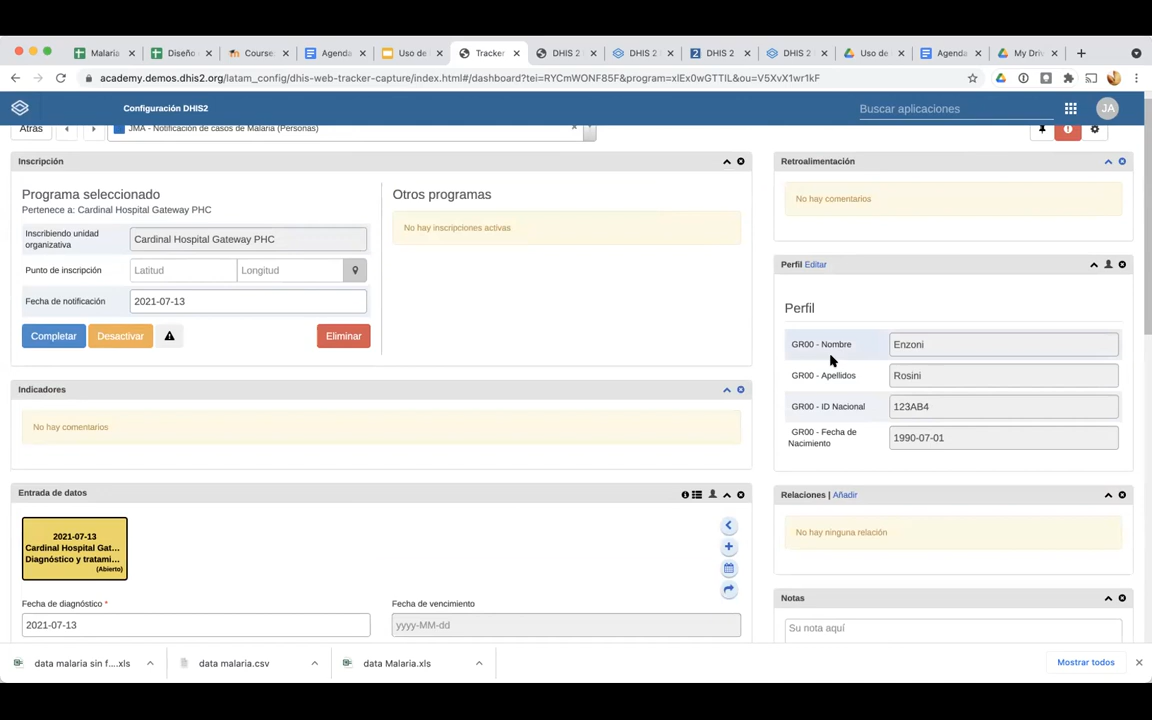 Malaria
Diseño
Course:
Agenda
Uso de
Tracker
DHIS 2
DHIS 2
DHIS 2
DHIS 2
Uso de
Agenda
My Driv
academy.demos.dhis2.org/latam_config/dhis-web-tracker-capture/index.html#/dashboard?tei=RYCmWONF85F&program=xlEx0wGTTIL&ou=V5XvX1wr1kF
Configuración DHIS2
Buscar aplicaciones
JA
Atrás
JMA - Notificación de casos de Malaria (Personas)
Inscripción
Programa seleccionado
Pertenece a: Cardinal Hospital Gateway PHC
Inscribiendo unidad
organizativa
Cardinal Hospital Gateway PHC
Punto de inscripción
Latitud
Longitud
Fecha de notificación
2021-07-13
Completar
Desactivar
Eliminar
Otros programas
No hay inscripciones activas
Indicadores
No hay comentarios
Entrada de datos
2021-07-13
Cardinal Hospital Gat...
Diagnóstico y tratami...
(Abierto)
Fecha de diagnóstico *
2021-07-13
Fecha de vencimiento
yyyy-MM-dd
Retroalimentación
No hay comentarios
Perfil Editar
Perfil
GR00 - Nombre
Enzoni
GR00 - Apellidos
Rosini
GR00 - ID Nacional
123AB4
GR00 - Fecha de
Nacimiento
1990-07-01
Relaciones | Añadir
No hay ninguna relación
Notas
Su nota aquí
data malaria sin f....xls
data malaria.csv
data Malaria.xls
Mostrar todos